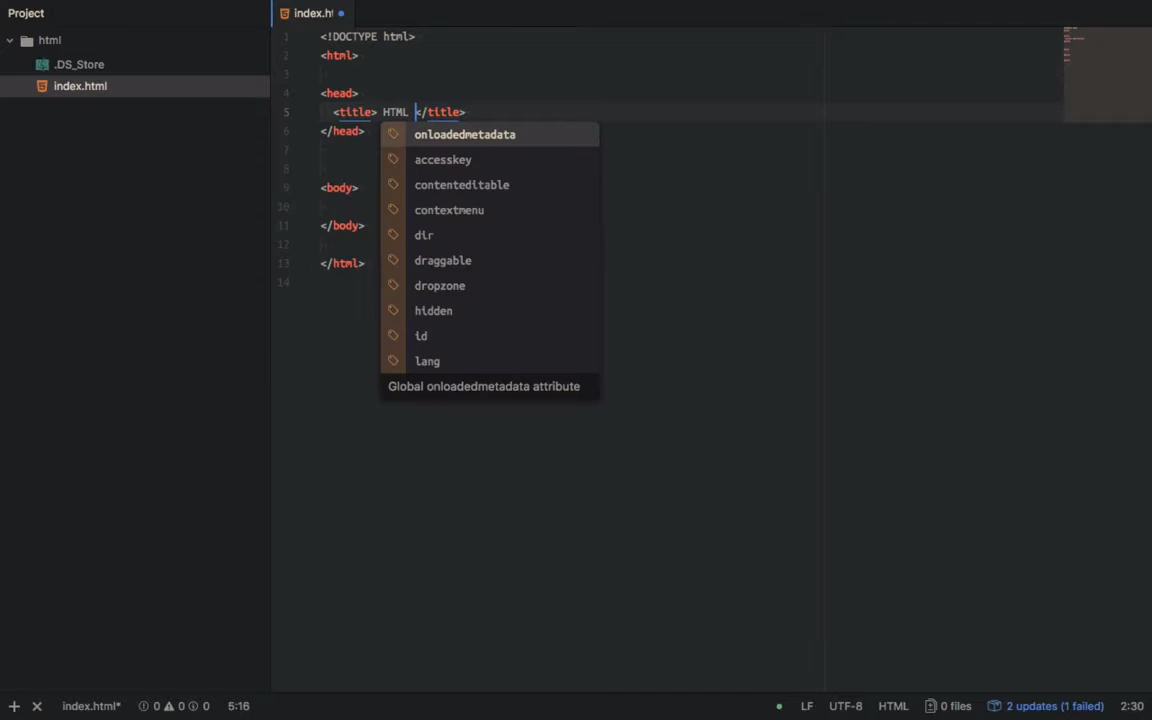 Project
html
.DS_Store
index.html
index.ht
1 <!DOCTYPE html>
2 <html>
3
4 <head>
5 <title> HTML </title>
6 </head>
7
8
9 <body>
10
11 </body>
12
13 </html>
14
onloadedmetadata
accesskey
contenteditable
contextmenu
dir
draggable
dropzone
hidden
id
lang
Global onloadedmetadata attribute
index.html* 0 0 0 5:16 LF UTF-8 HTML 0 files 2 updates (1 failed) 2:30